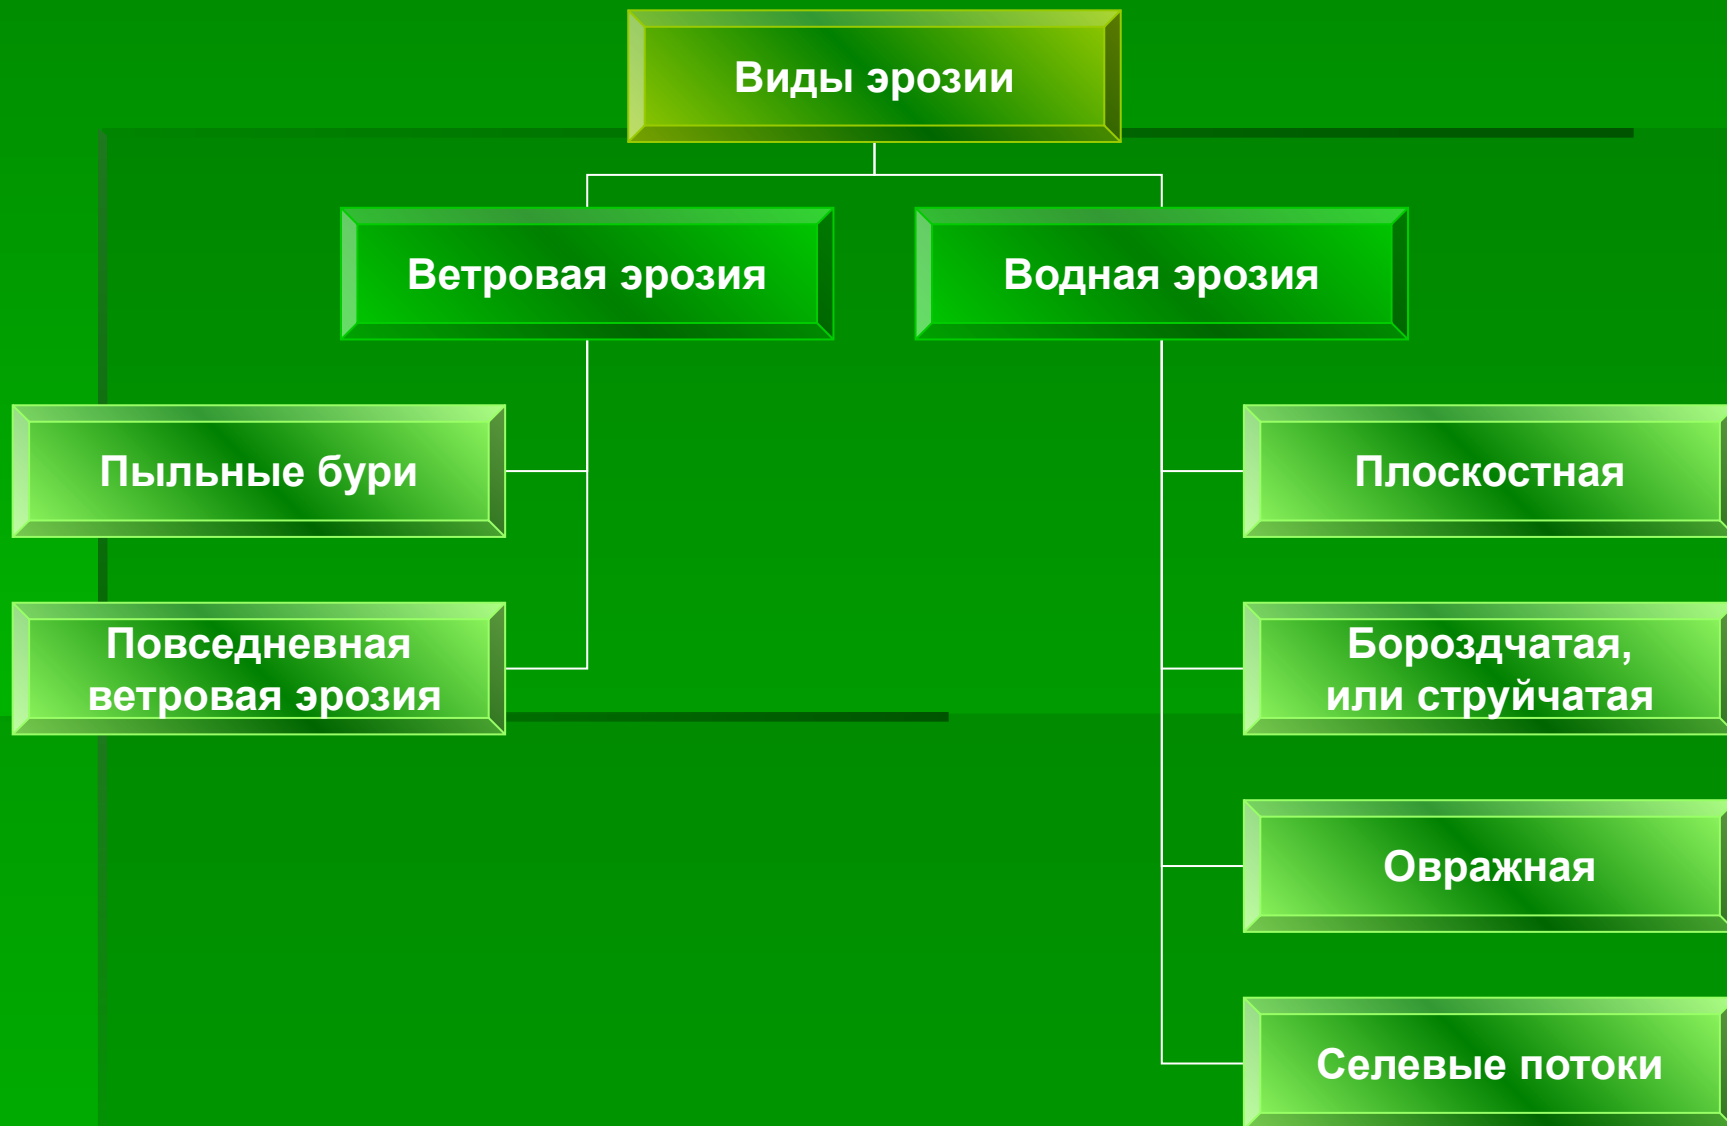 Виды эрозии
Ветровая эрозия
Водная эрозия
Пыльные бури
Плоскостная
Повседневная
ветровая эрозия
Бороздчатая,
или струйчатая
Овражная
Селевые потоки